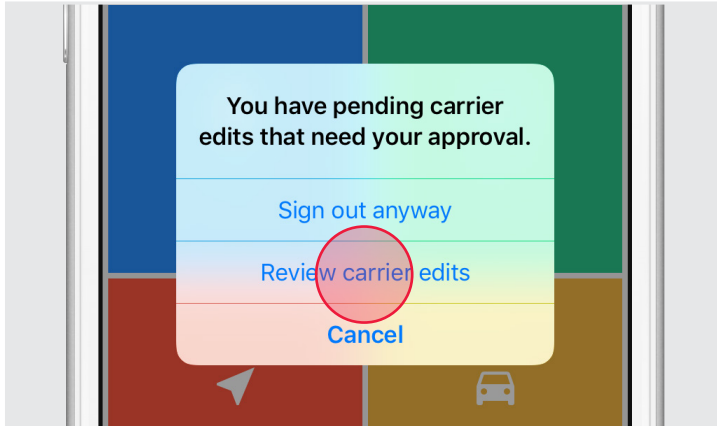 You have pending carrier
edits that need your approval.
Sign out anyway
Review carrier edits
Cancel